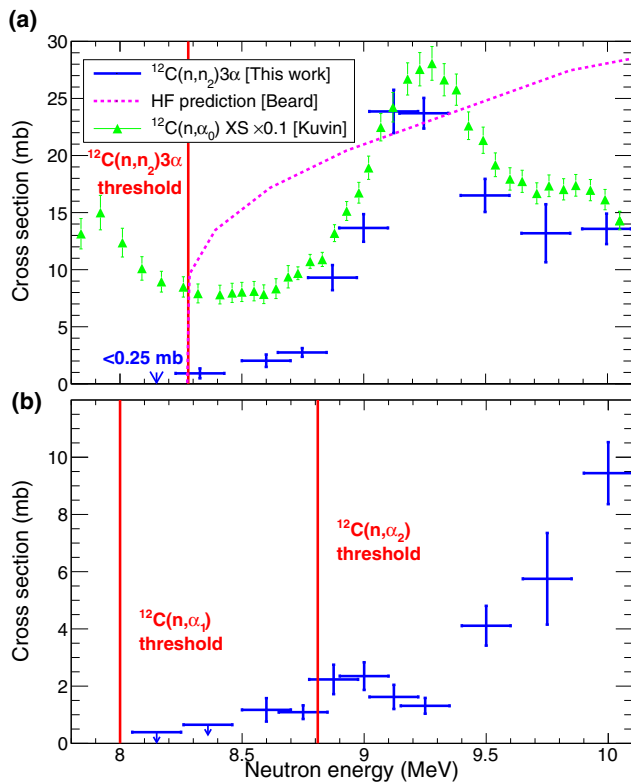 (a)
30
25
20
15
10
5
0
Cross section (mb)
¹²C(n,n₂)3α [This work]
HF prediction [Beard]
¹²C(n,α₀) XS ×0.1 [Kuvin]
¹²C(n,n₂)3α
threshold
<0.25 mb
(b)
10
8
6
4
2
0
Cross section (mb)
¹²C(n,α₂)
threshold
¹²C(n,α₁)
threshold
8 8.5 9 9.5 10
Neutron energy (MeV)